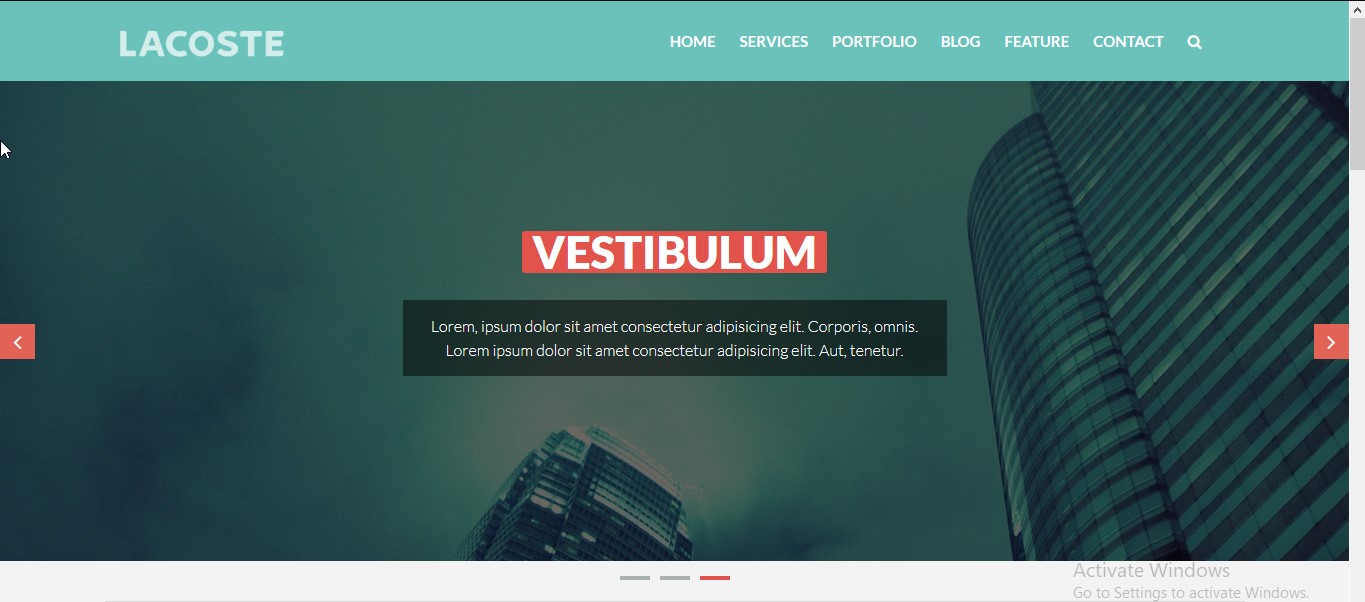 LACOSTE
HOME SERVICES PORTFOLIO BLOG FEATURE CONTACT
VESTIBULUM
Lorem, ipsum dolor sit amet consectetur adipisicing elit. Corporis, omnis.
Lorem ipsum dolor sit amet consectetur adipisicing elit. Aut, tenetur.
Activate Windows
Go to Settings to activate Windows.